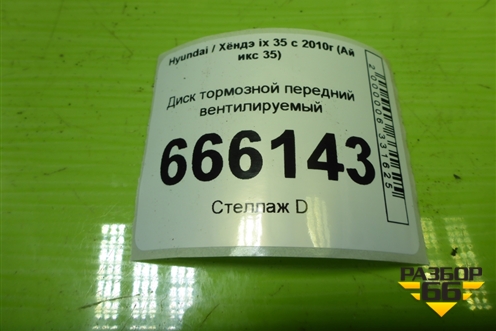 Hyundai / Хёндэ ix 35 с 2010г (Ай
икс 35)
Диск тормозной передний
вентилируемый
666143
Стеллаж D
2000006331625
РАЗБОР
66